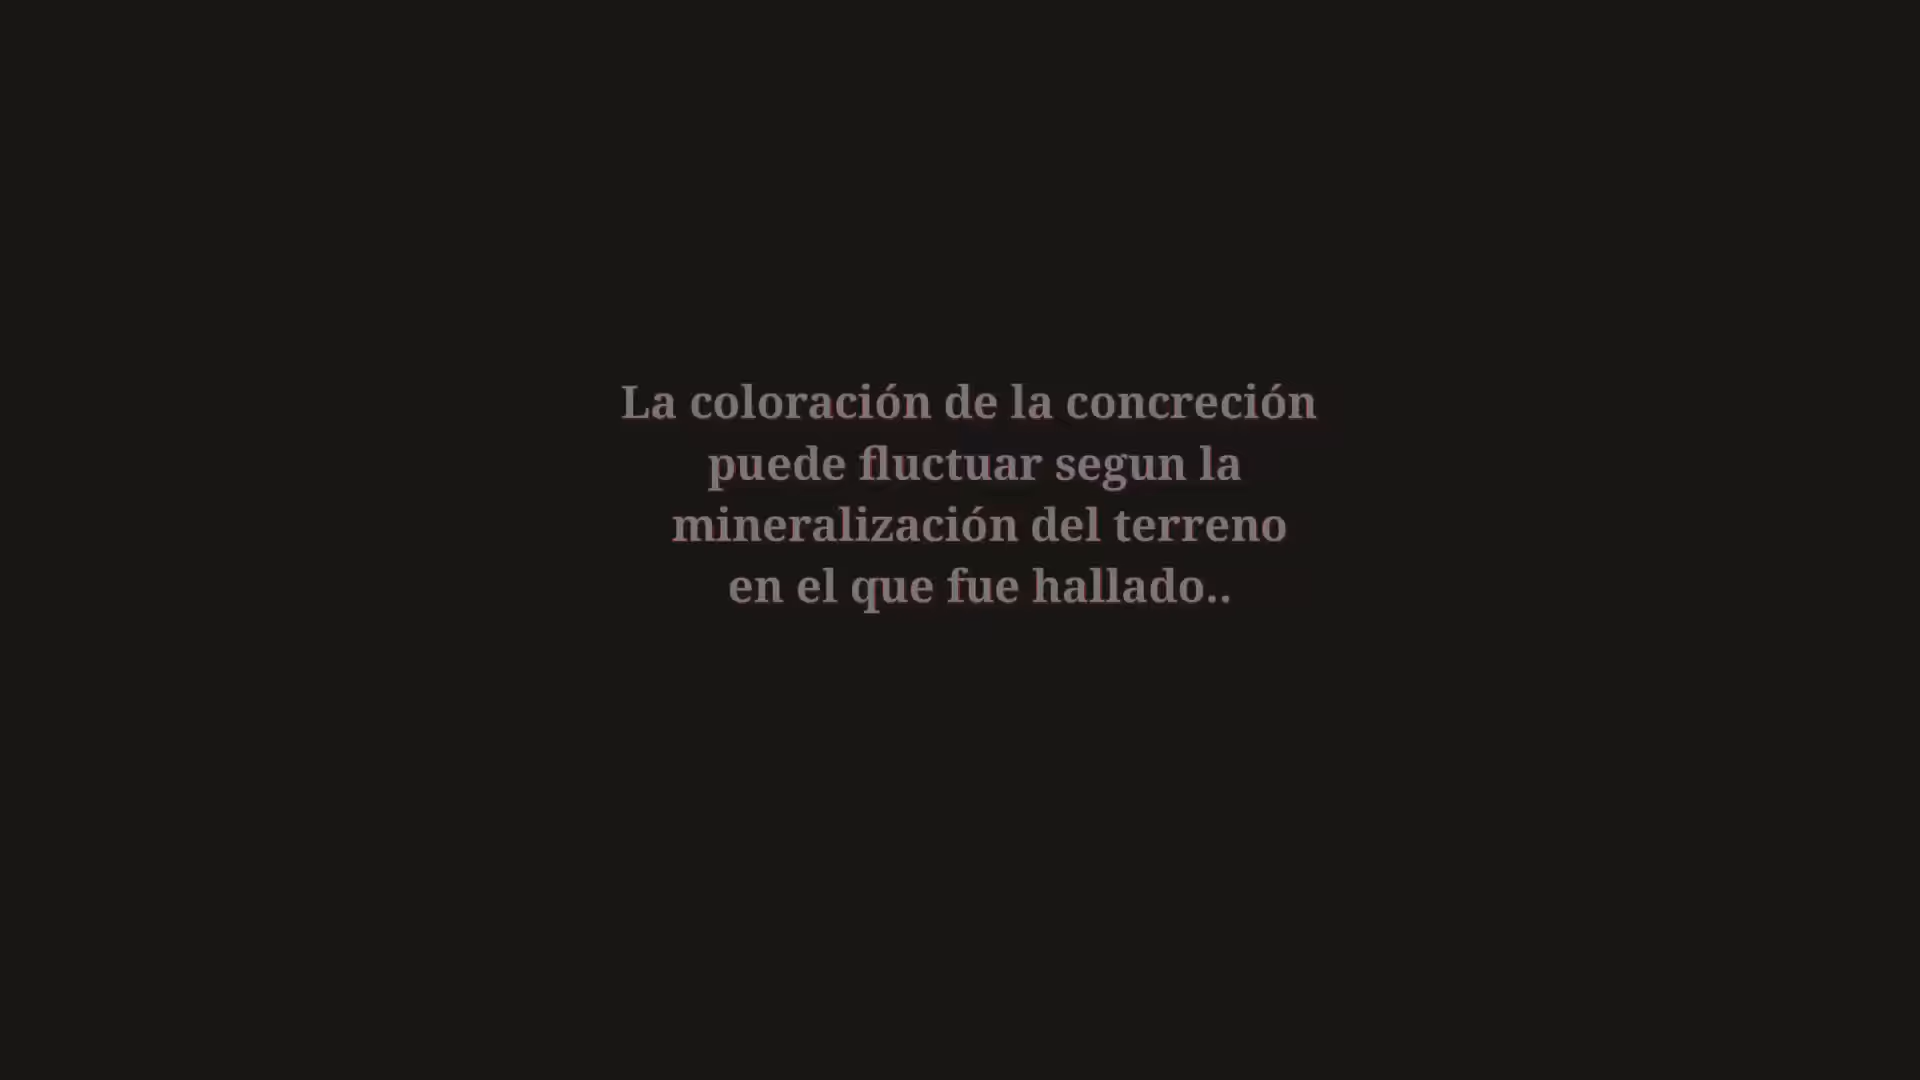 La coloración de la concreción
puede fluctuar segun la
mineralización del terreno
en el que fue hallado..